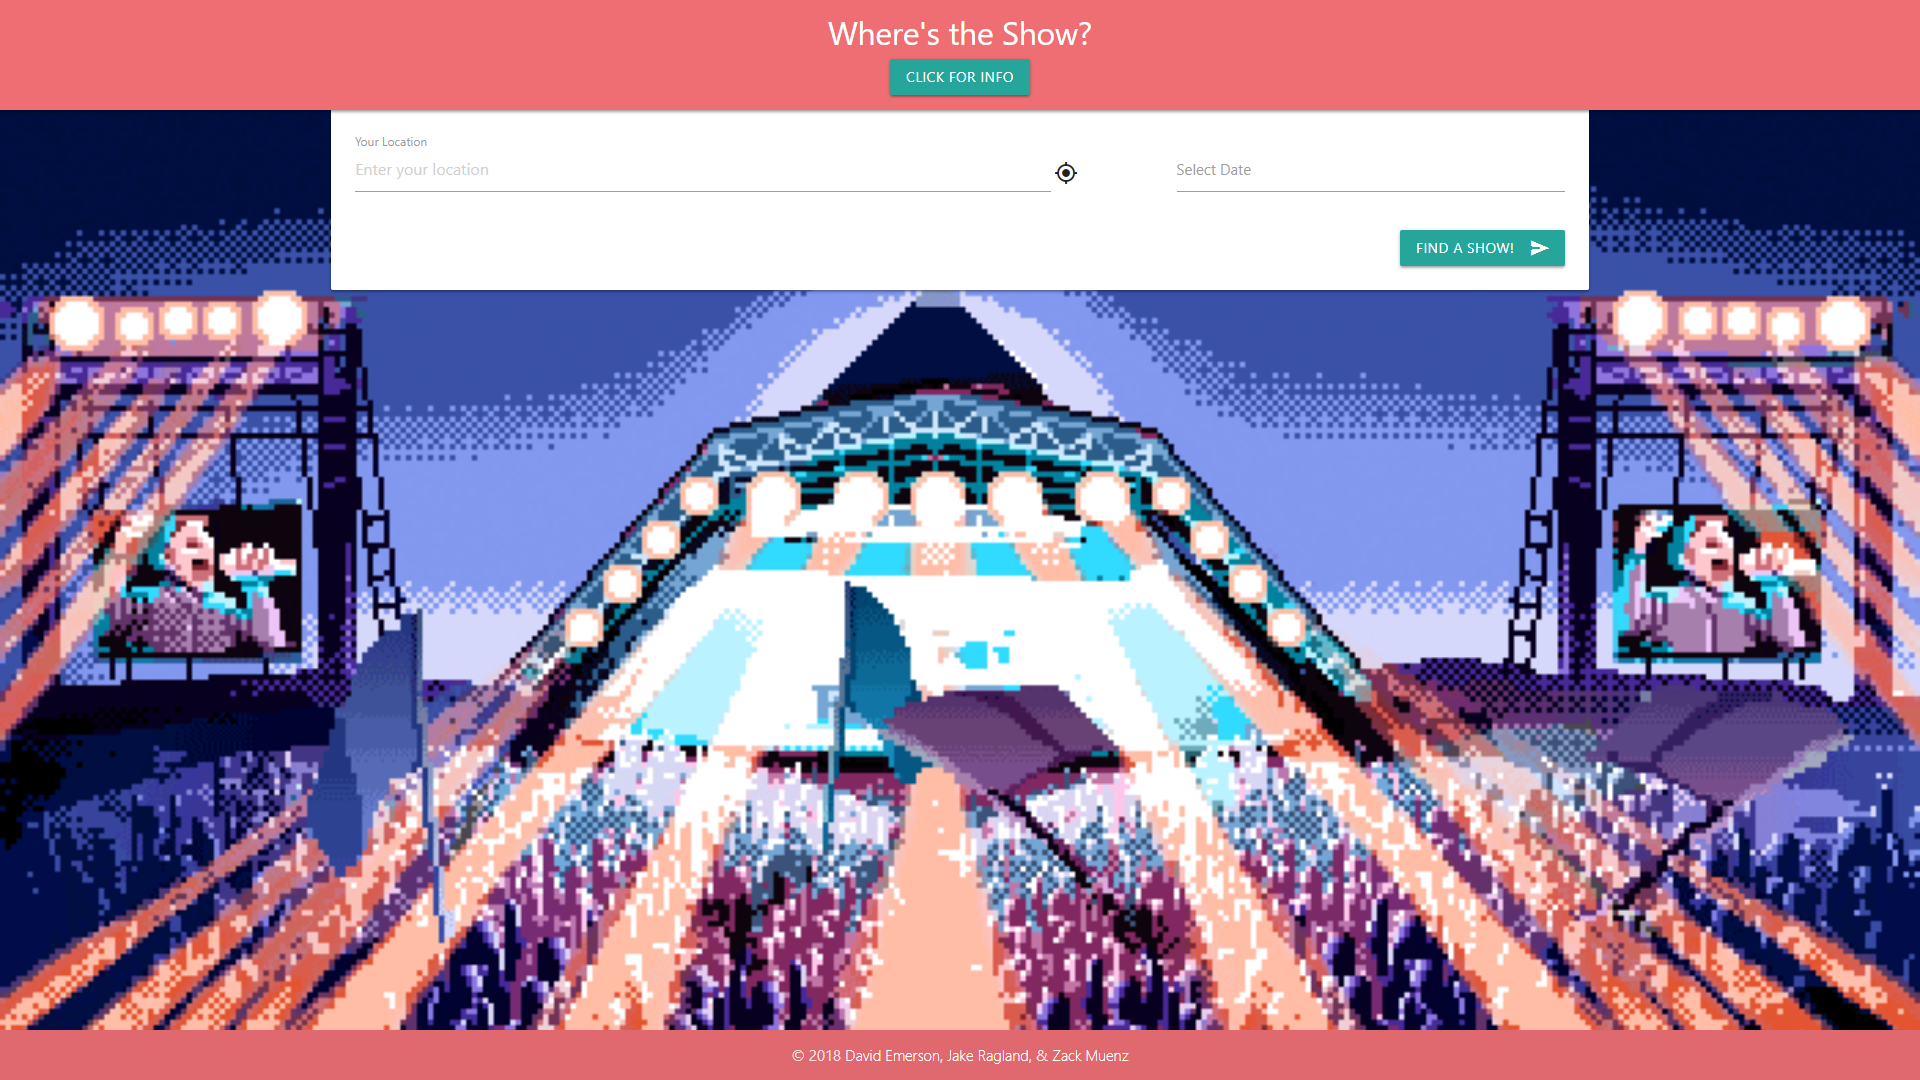 Where's the Show?
CLICK FOR INFO
Your Location
Enter your location
Select Date
FIND A SHOW!
© 2018 David Emerson, Jake Ragland, & Zack Muenz